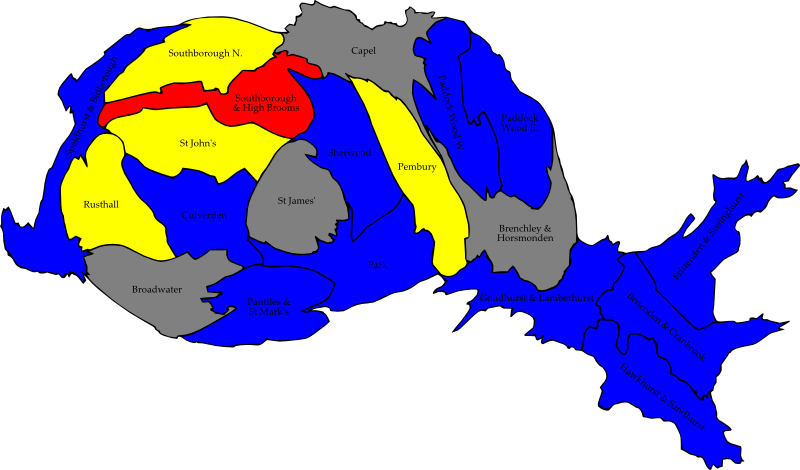 Capel
Southborough N.
Speldhurst & Bidborough
Paddock Wood W.
Southborough
& High Brooms
Paddock
Wood E.
St John's
Sherwood
Pembury
Rusthall
St James'
Culverden
Brenchley &
Horsmonden
Frittenden & Sissinghurst
Park
Broadwater
Pantiles &
St Mark's
Goudhurst & Lamberhurst
Benenden & Cranbrook
Hawkhurst & Sandhurst